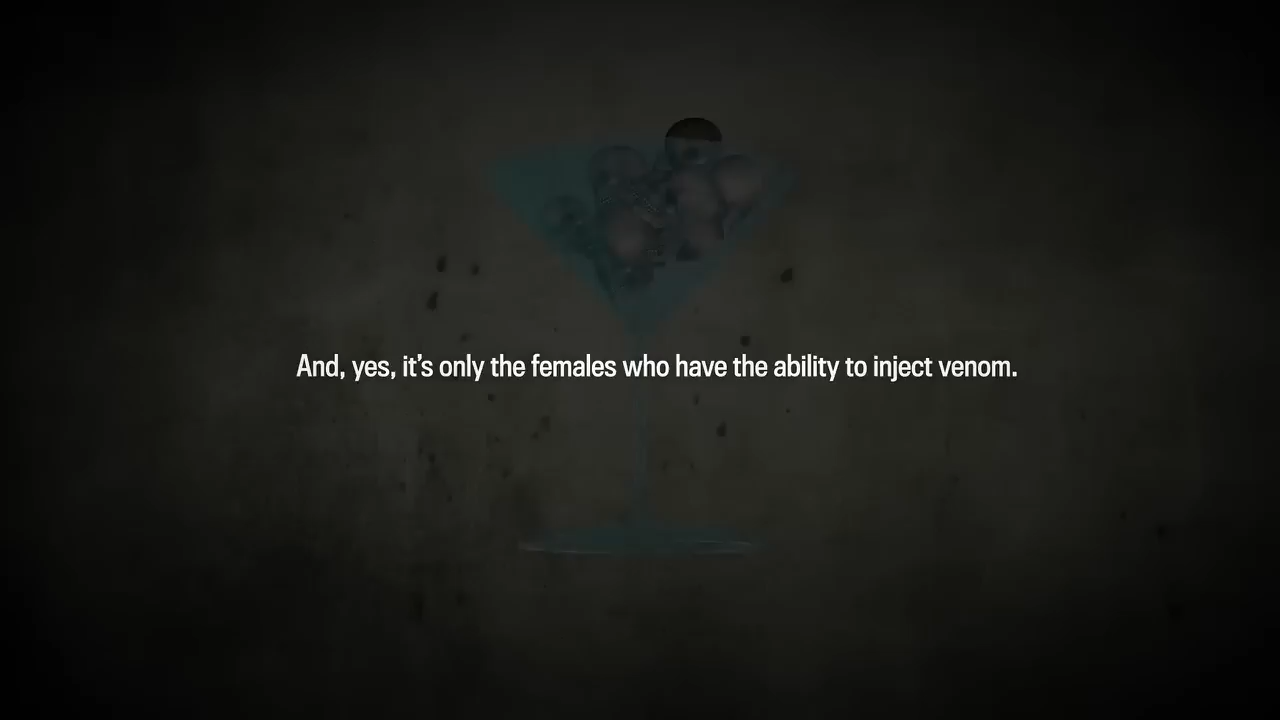 And, yes, it’s only the females who have the ability to inject venom.